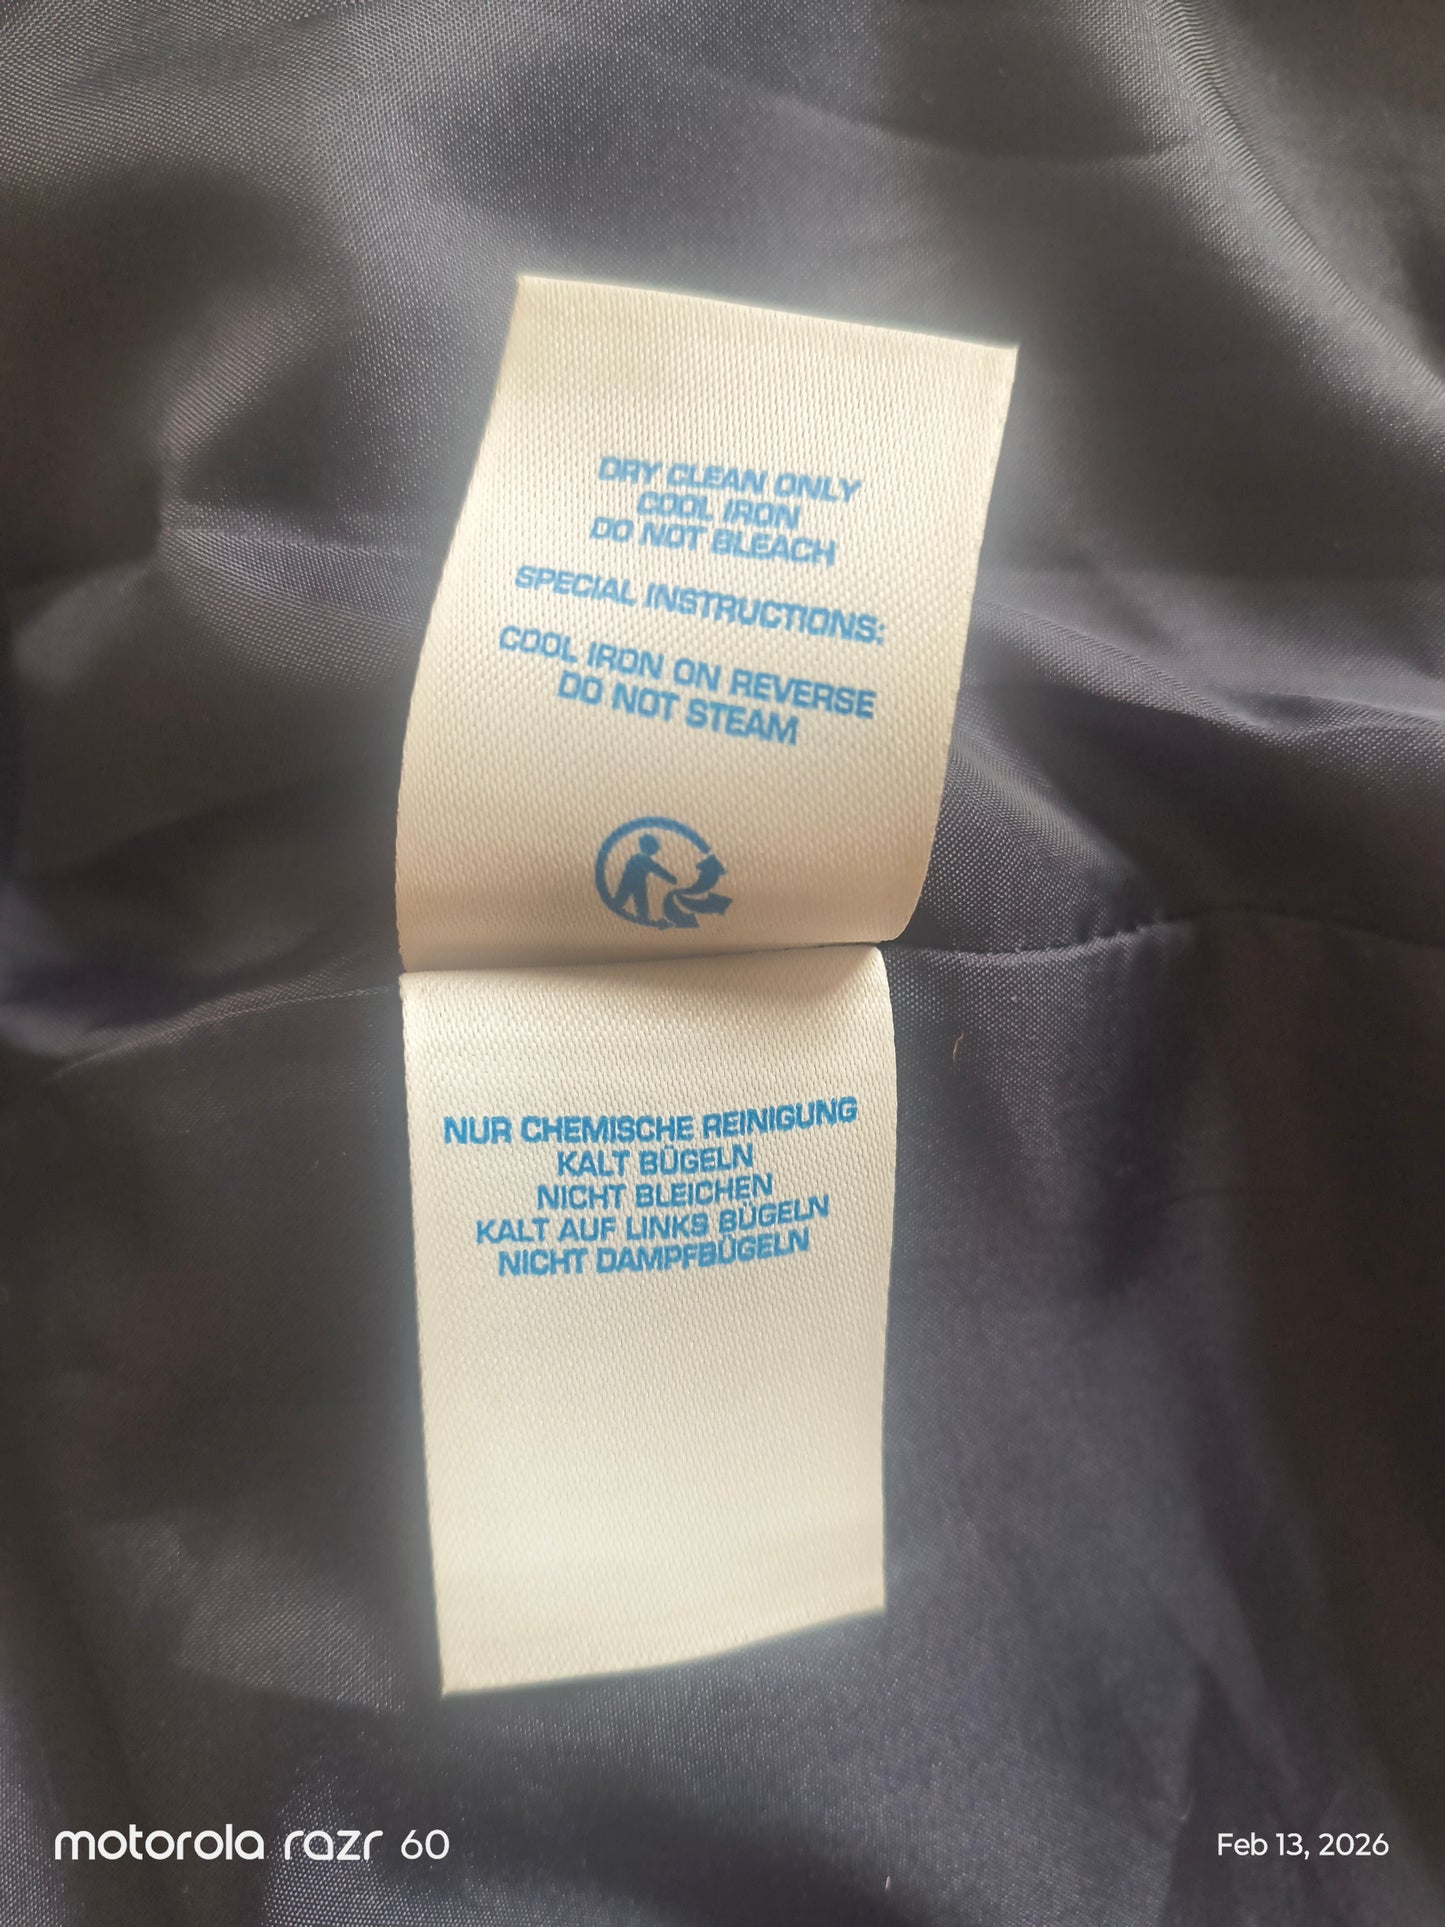 DRY CLEAN ONLY
COOL IRON
DO NOT BLEACH
SPECIAL INSTRUCTIONS:
COOL IRON ON REVERSE
DO NOT STEAM
NUR CHEMISCHE REINIGUNG
KALT BÜGELN
NICHT BLEICHEN
KALT AUF LINKS BÜGELN
NICHT DAMPFBÜGELN
motorola razr 60
Feb 13, 2026